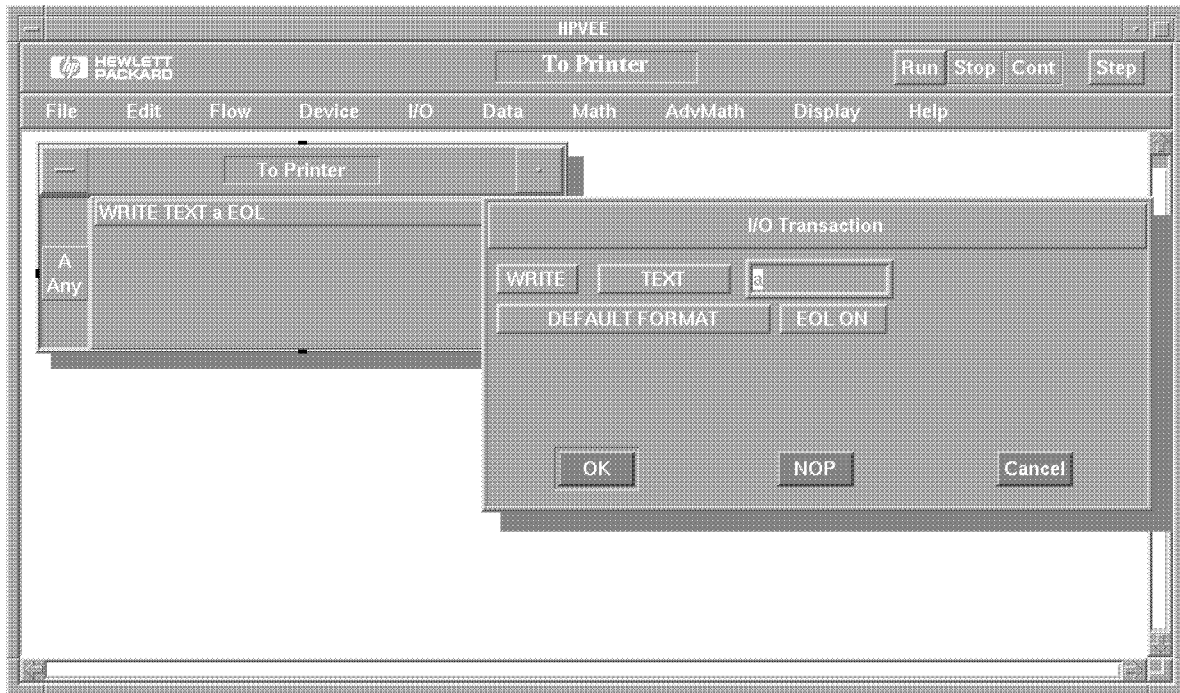 HPVEE
hp HEWLETT PACKARD To Printer Run Stop Cont Step
File Edit Flow Device I/O Data Math AdvMath Display Help
To Printer
WRITE TEXT a EOL
A
Any
I/O Transaction
WRITE TEXT a
DEFAULT FORMAT EOL ON
OK NOP Cancel